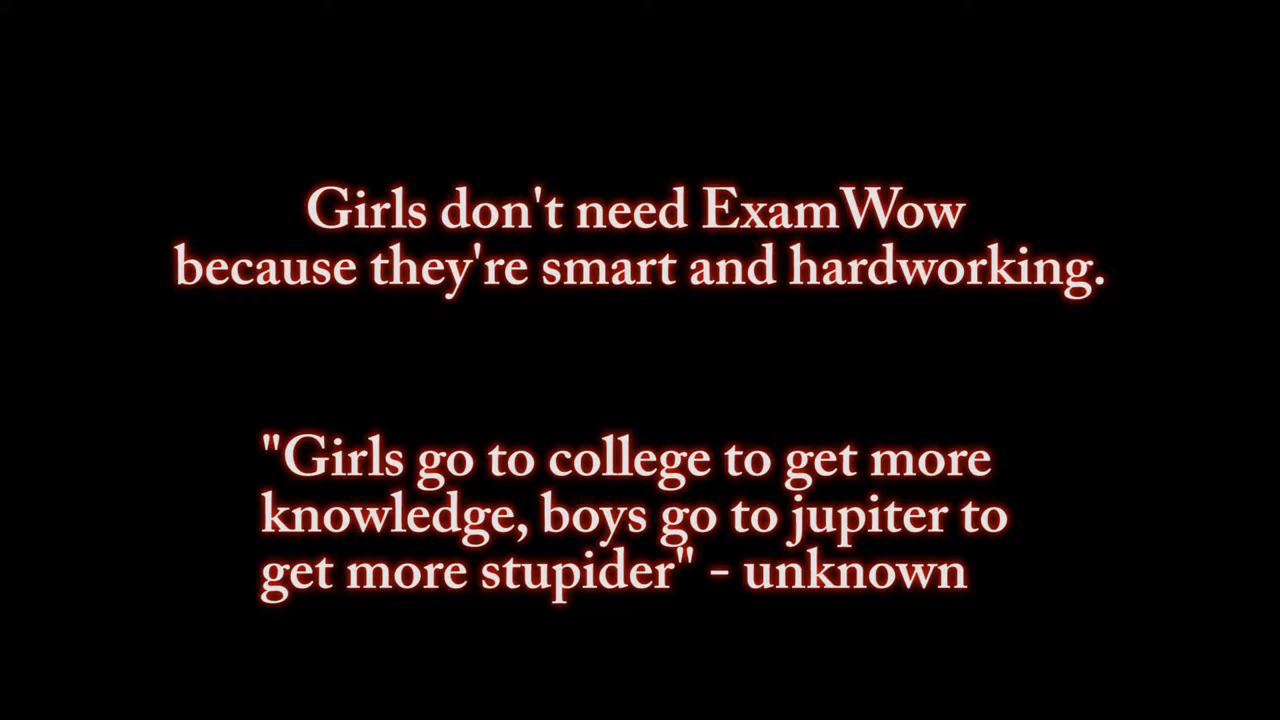 Girls don't need ExamWow
because they're smart and hardworking.
"Girls go to college to get more
knowledge, boys go to jupiter to
get more stupider" - unknown